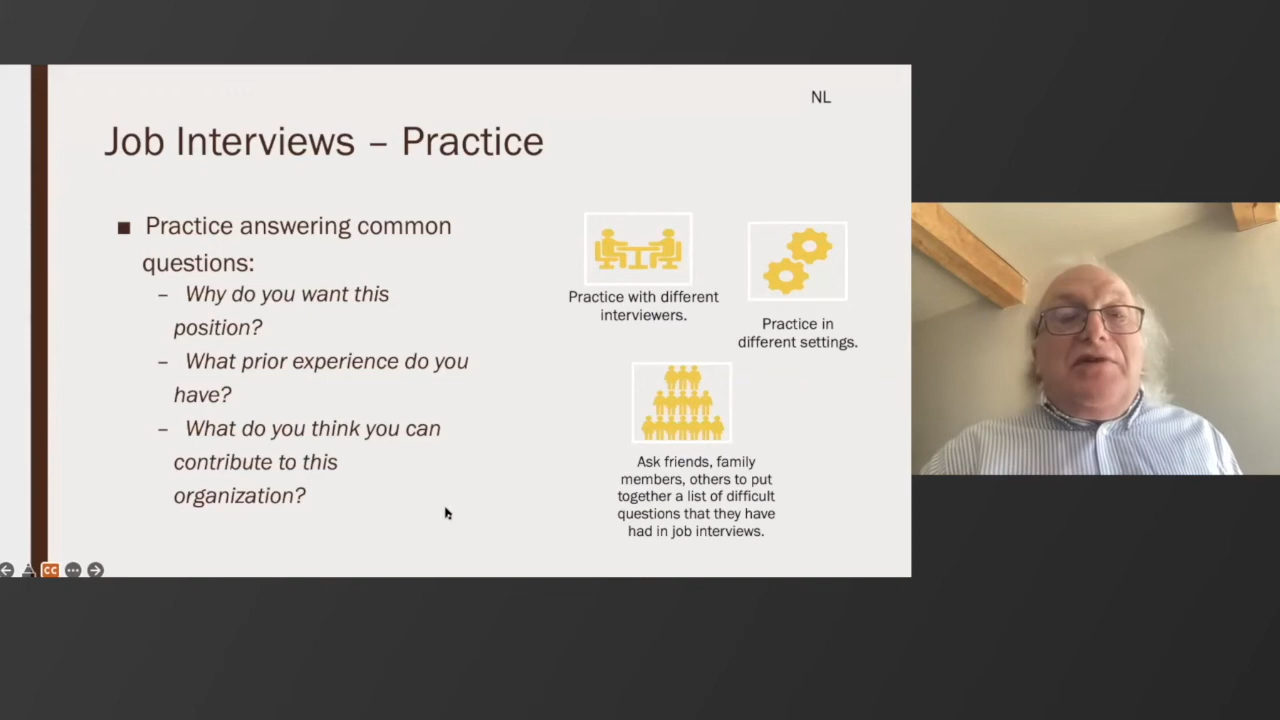 NL
Job Interviews – Practice
■ Practice answering common
questions:
– Why do you want this
position?
– What prior experience do you
have?
– What do you think you can
contribute to this
organization?
Practice with different
interviewers.
Practice in
different settings.
Ask friends, family
members, others to put
together a list of difficult
questions that they have
had in job interviews.
CC